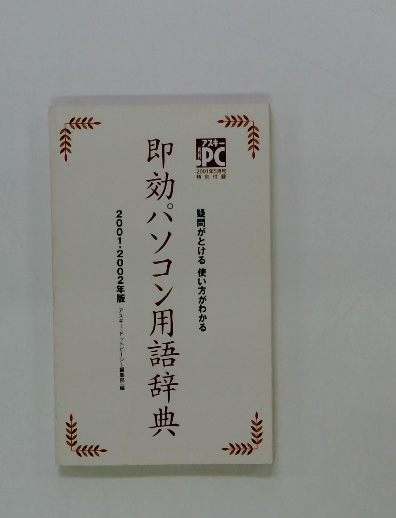 アスキー
.PC
2001年5月号
特別付録
疑問がとける 使い方がわかる
即効パソコン用語辞典
2001-2002年版
アスキー・ドットピーシー編集部・編